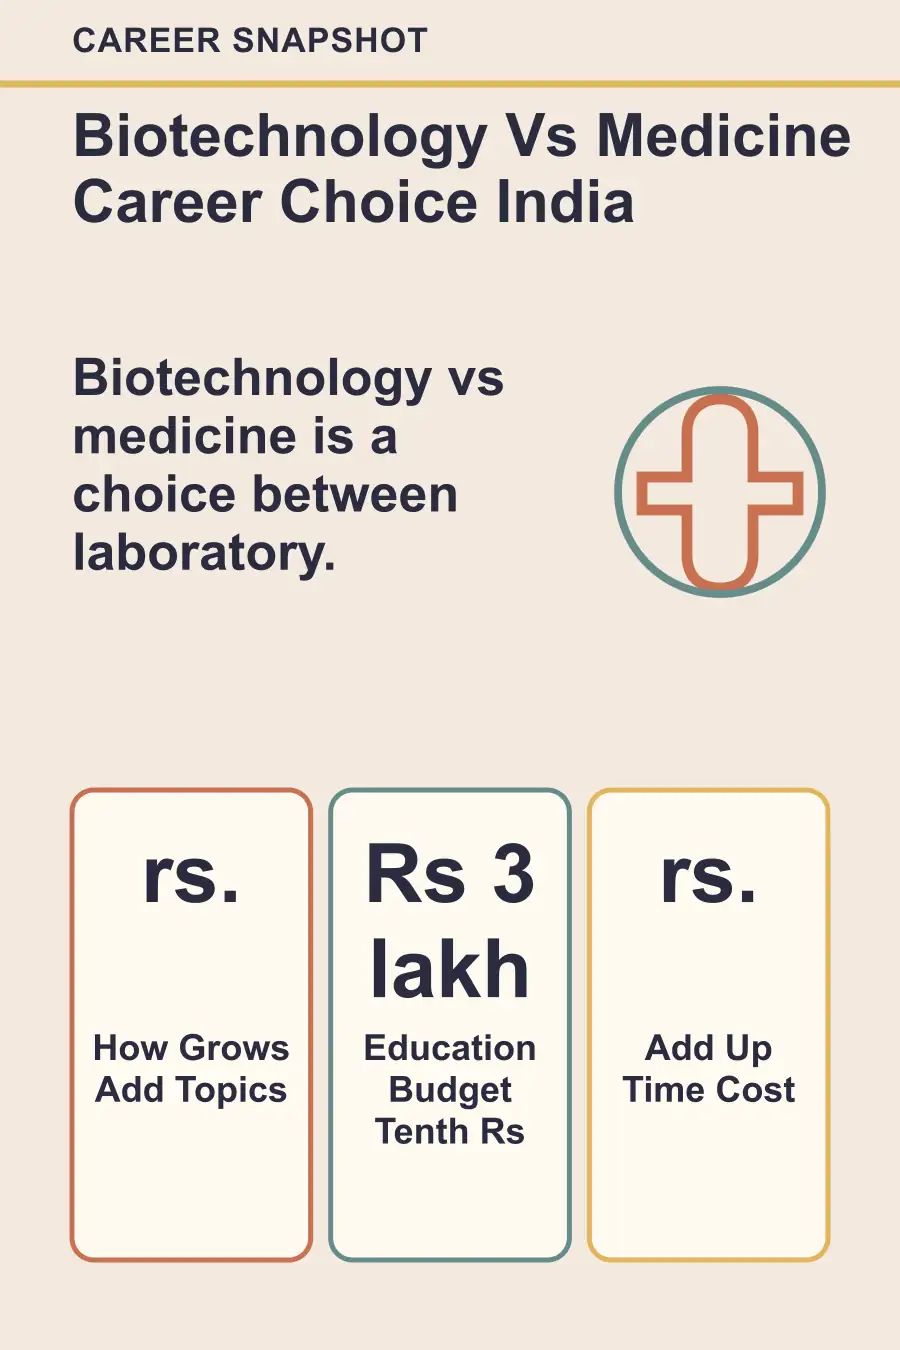 CAREER SNAPSHOT
Biotechnology Vs Medicine
Career Choice India
Biotechnology vs
medicine is a
choice between
laboratory.
rs.
How Grows
Add Topics
Rs 3
lakh
Education
Budget
Tenth Rs
rs.
Add Up
Time Cost